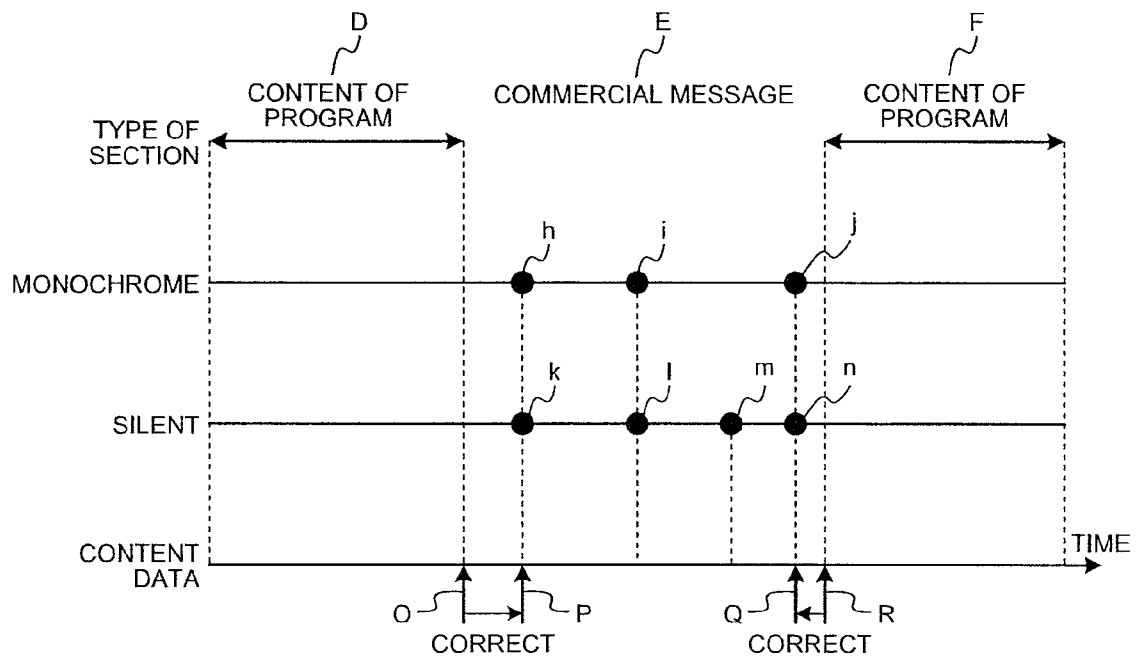 D
E
F
CONTENT OF
PROGRAM
COMMERCIAL MESSAGE
CONTENT OF
PROGRAM
TYPE OF
SECTION
h
i
j
MONOCHROME
k
l
m
n
SILENT
CONTENT
DATA
TIME
O
P
Q
R
CORRECT
CORRECT